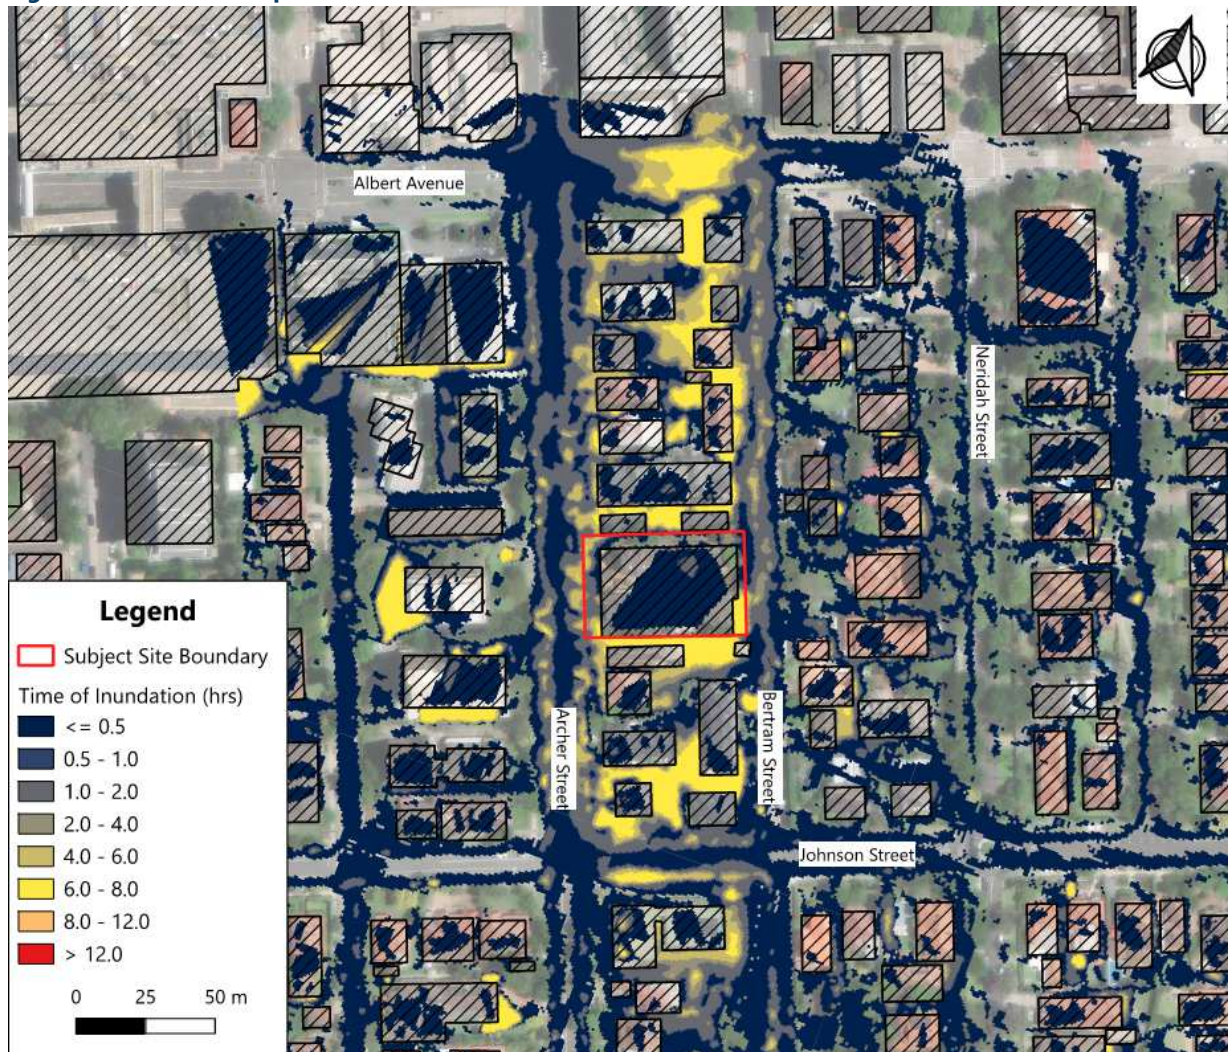 Albert Avenue
Neridah Street
Legend
Subject Site Boundary
Time of Inundation (hrs)
<= 0.5
0.5 - 1.0
1.0 - 2.0
2.0 - 4.0
4.0 - 6.0
6.0 - 8.0
8.0 - 12.0
> 12.0
0 25 50 m
Archer Street
Bertram Street
Johnson Street